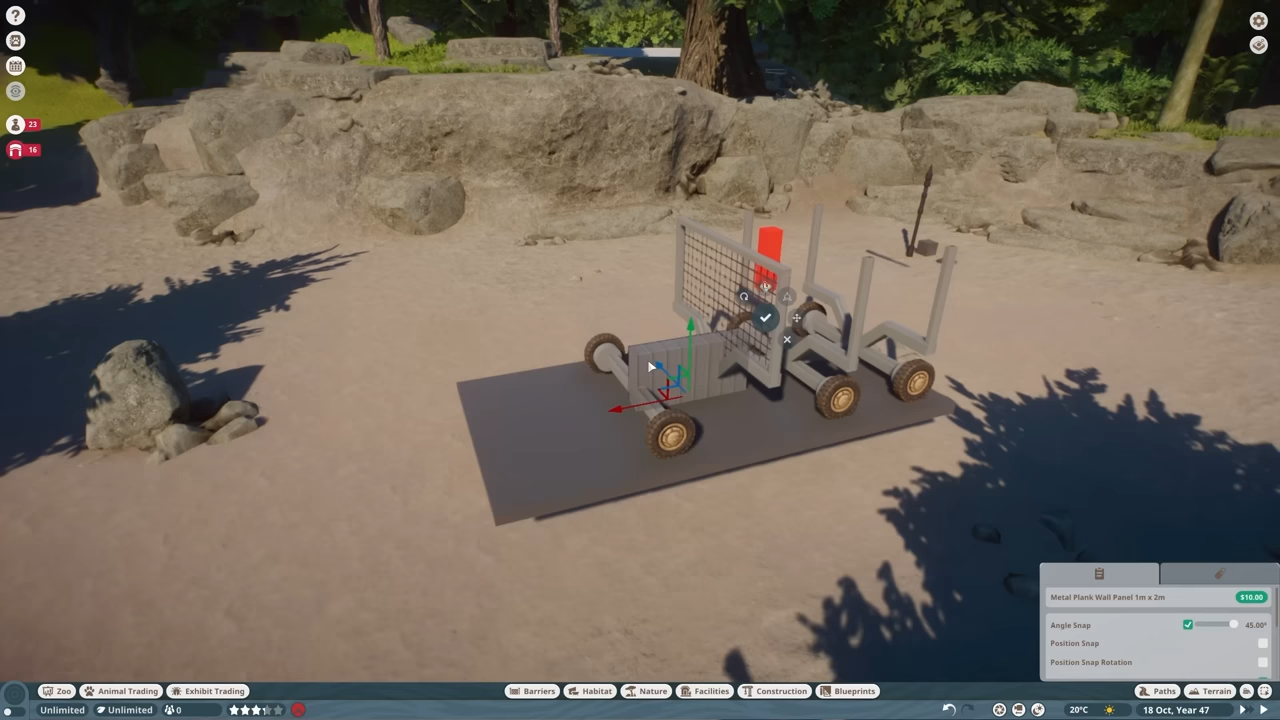 ?
23
16
Metal Plank Wall Panel 1m x 2m $10.00
Angle Snap 45.00°
Position Snap
Position Snap Rotation
Zoo Animal Trading Exhibit Trading Barriers Habitat Nature Facilities Construction Blueprints Paths Terrain
Unlimited Unlimited 0 20°C 18 Oct, Year 47